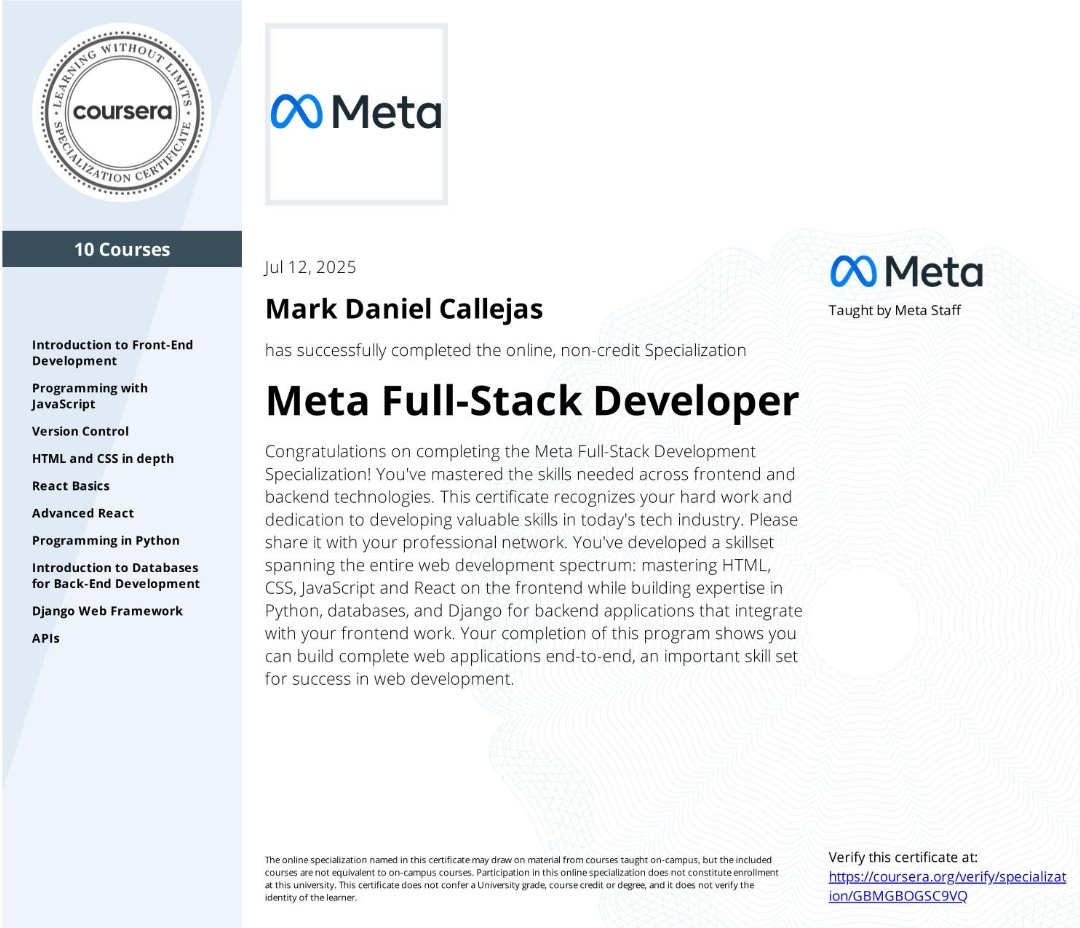 LEARNING WITHOUT LIMITS
coursera
SPECIALIZATION CERTIFICATE
10 Courses
Introduction to Front-End
Development
Programming with
JavaScript
Version Control
HTML and CSS in depth
React Basics
Advanced React
Programming in Python
Introduction to Databases
for Back-End Development
Django Web Framework
APIs
Meta
Jul 12, 2025
Mark Daniel Callejas
has successfully completed the online, non-credit Specialization
Meta Full-Stack Developer
Congratulations on completing the Meta Full-Stack Development
Specialization! You've mastered the skills needed across frontend and
backend technologies. This certificate recognizes your hard work and
dedication to developing valuable skills in today's tech industry. Please
share it with your professional network. You've developed a skillset
spanning the entire web development spectrum: mastering HTML,
CSS, JavaScript and React on the frontend while building expertise in
Python, databases, and Django for backend applications that integrate
with your frontend work. Your completion of this program shows you
can build complete web applications end-to-end, an important skill set
for success in web development.
Meta
Taught by Meta Staff
The online specialization named in this certificate may draw on material from courses taught on-campus, but the included
courses are not equivalent to on-campus courses. Participation in this online specialization does not constitute enrollment
at this university. This certificate does not confer a University grade, course credit or degree, and it does not verify the
identity of the learner.
Verify this certificate at:
https://coursera.org/verify/specializat
ion/GBMGBOGSC9VQ